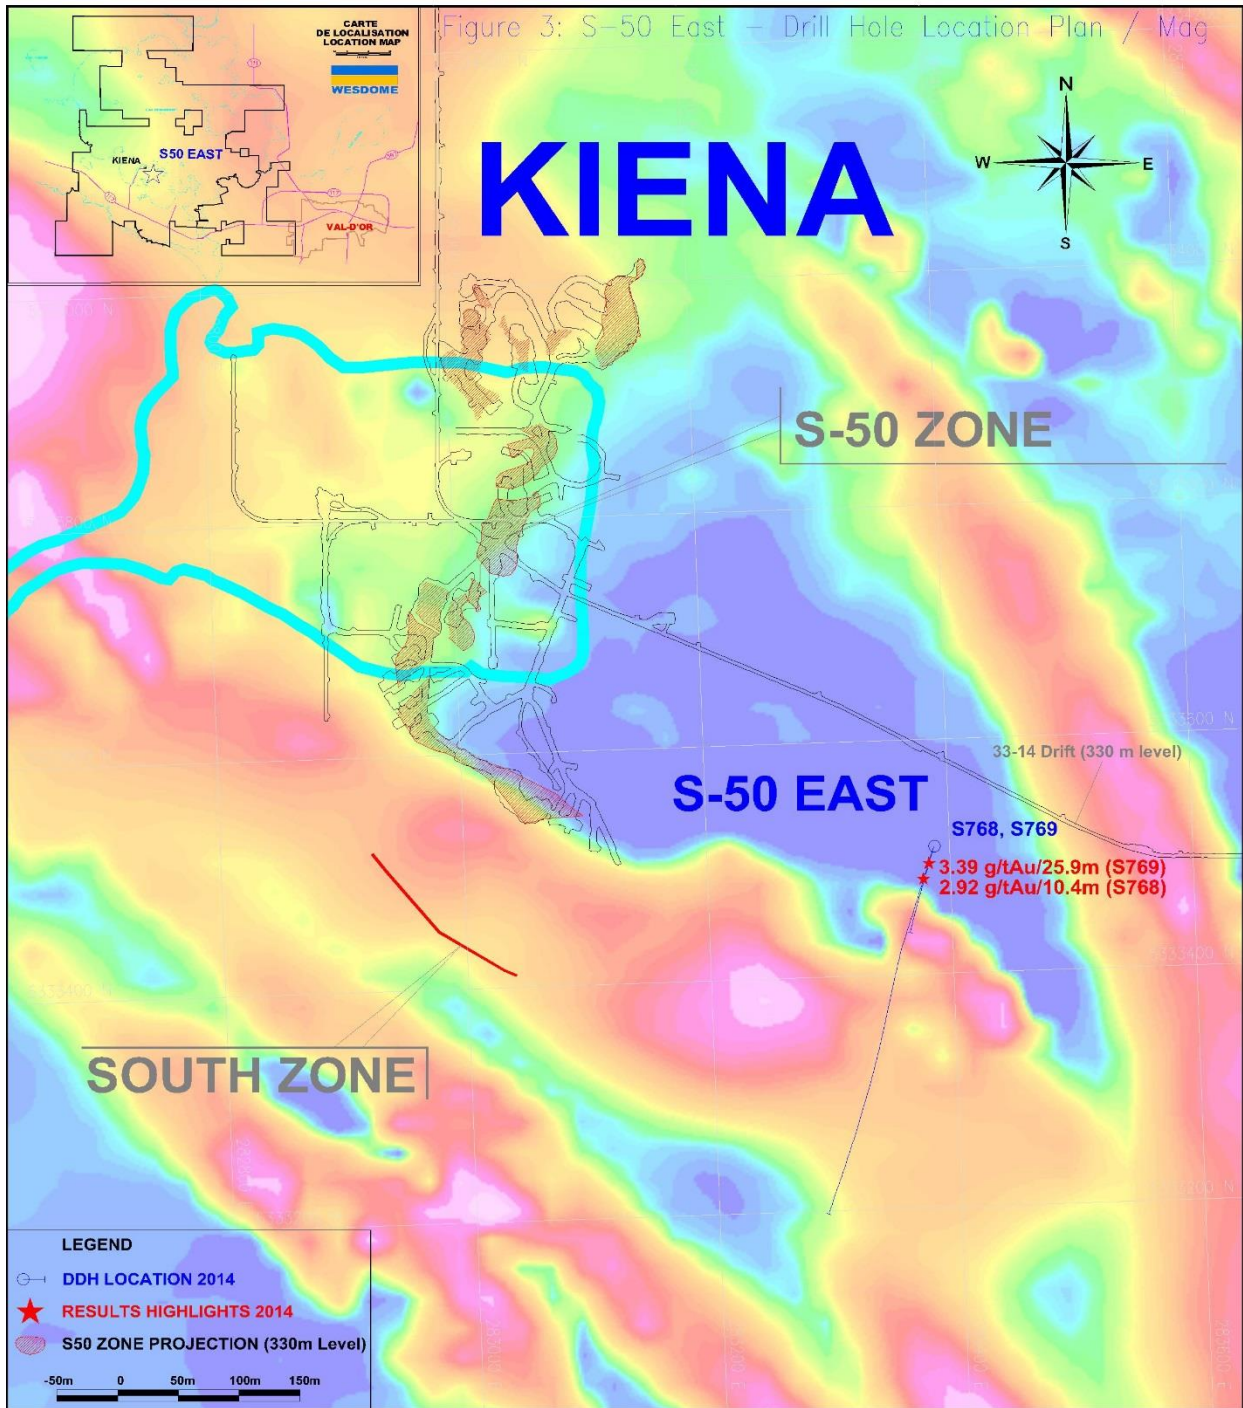 Figure 3: S-50 East - Drill Hole Location Plan / Mag
CARTE
DE LOCALISATION
LOCATION MAP
WESDOME
KIENA
S50 EAST
VAL-D'OR
KIENA
N
W
E
S
S-50 ZONE
33-14 Drift (330 m level)
S-50 EAST
S768, S769
3.39 g/tAu/25.9m (S769)
2.92 g/tAu/10.4m (S768)
SOUTH ZONE
LEGEND
DDH LOCATION 2014
RESULTS HIGHLIGHTS 2014
S50 ZONE PROJECTION (330m Level)
-50m 0 50m 100m 150m